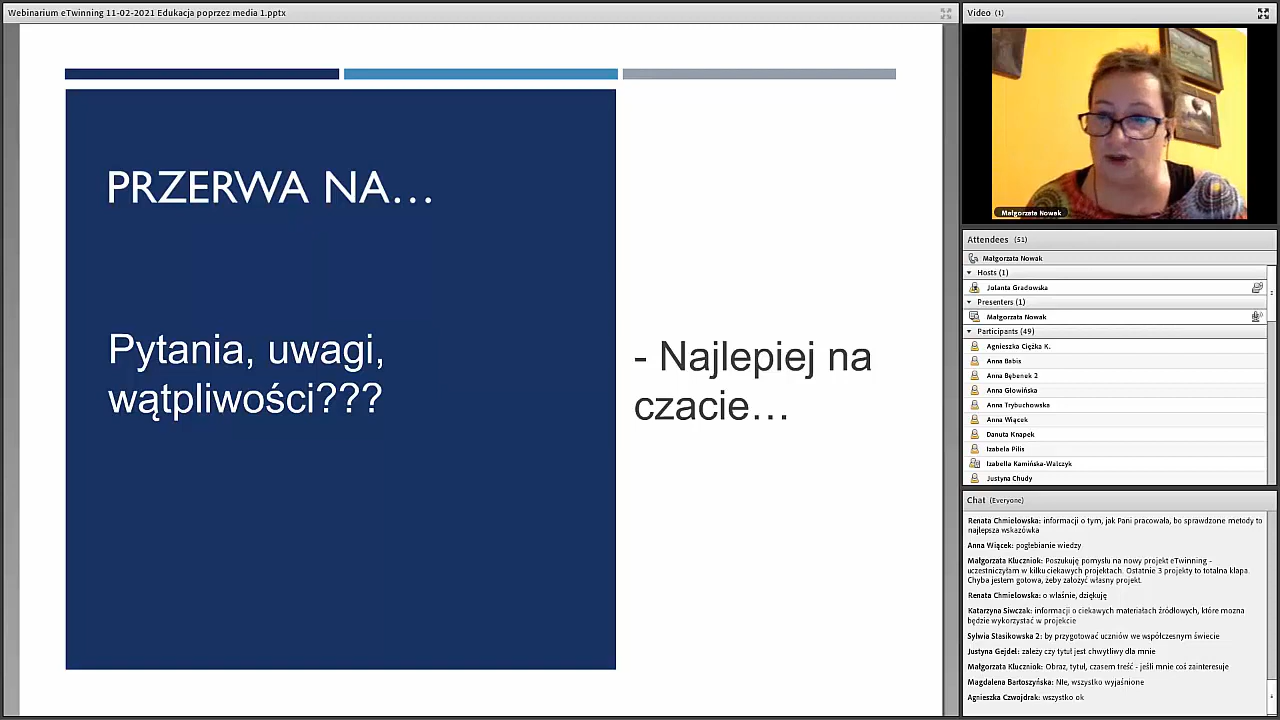 Webinarium eTwinning 11-02-2021 Edukacja poprzez media 1.pptx
PRZERWA NA…
Pytania, uwagi,
wątpliwości???
- Najlepiej na
czacie…
Video (1)
Małgorzata Nowak
Attendees (51)
Małgorzata Nowak
Hosts (1)
Jolanta Gradowska
Presenters (1)
Małgorzata Nowak
Participants (49)
Agnieszka Ciężka K.
Anna Babis
Anna Bębenek 2
Anna Głowińska
Anna Trybuchowska
Anna Wiącek
Danuta Knapek
Izabela Pilis
Izabella Kamińska-Walczyk
Justyna Chudy
Chat (Everyone)
Renata Chmielowska: informacji o tym, jak Pani pracowała, bo sprawdzone metody to
najlepsza wskazówka
Anna Wiącek: pogłebianie wiedzy
Małgorzata Kluczniok: Poszukuję pomysłu na nowy projekt eTwinning -
uczestniczyłam w kilku ciekawych projektach. Ostatnie 3 projekty to totalna klapa.
Chyba jestem gotowa, żeby założyć własny projekt.
Renata Chmielowska: o właśnie, dziękuję
Katarzyna Siwczak: informacji o ciekawych materiałach źródłowych, które mozna
będzie wykorzystać w projekcie
Sylwia Stasikowska 2: by przygotować uczniów we współczesnym świecie
Justyna Gejdel: zależy czy tytuł jest chwytliwy dla mnie
Małgorzata Kluczniok: Obraz, tytuł, czasem treść - jeśli mnie coś zainteresuje
Magdalena Bartoszyńska: NIe, wszystko wyjaśnione
Agnieszka Czwojdrak: wszystko ok